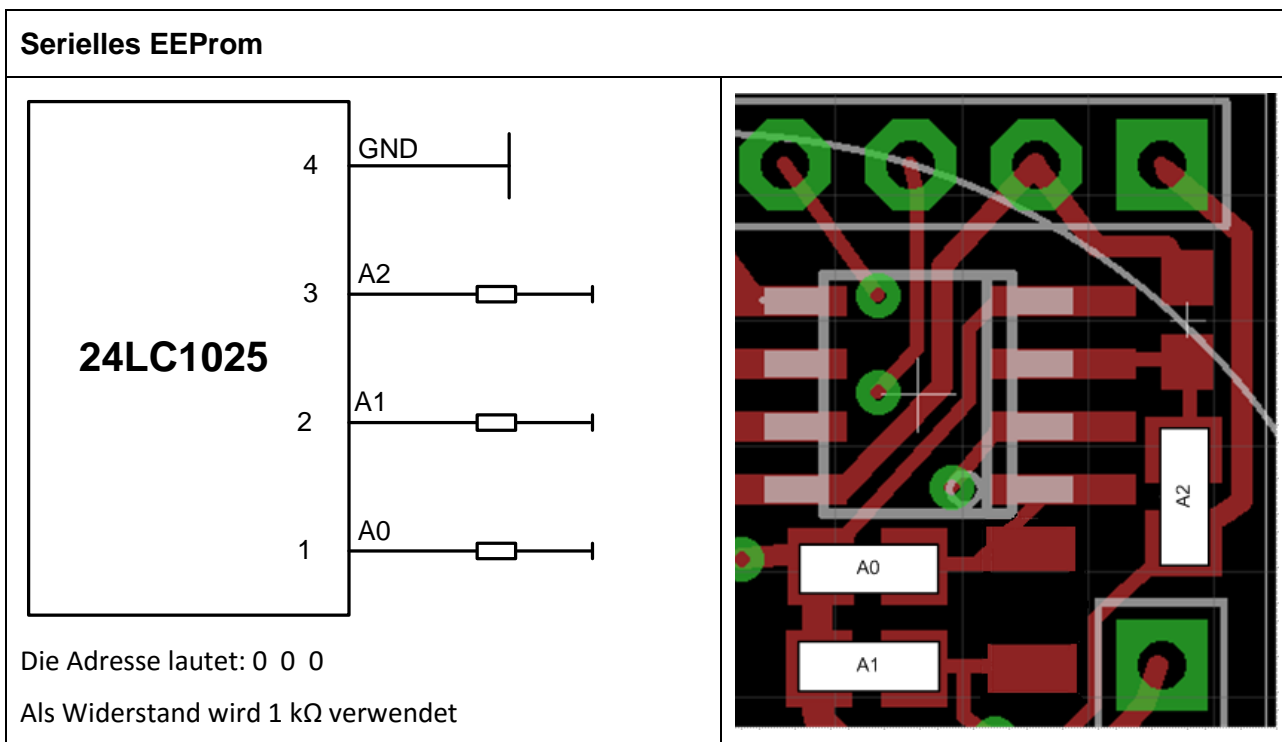 Serielles EEProm
4 GND
3 A2
24LC1025
2 A1
1 A0
Die Adresse lautet: 0 0 0
Als Widerstand wird 1 kΩ verwendet
A2
A0
A1